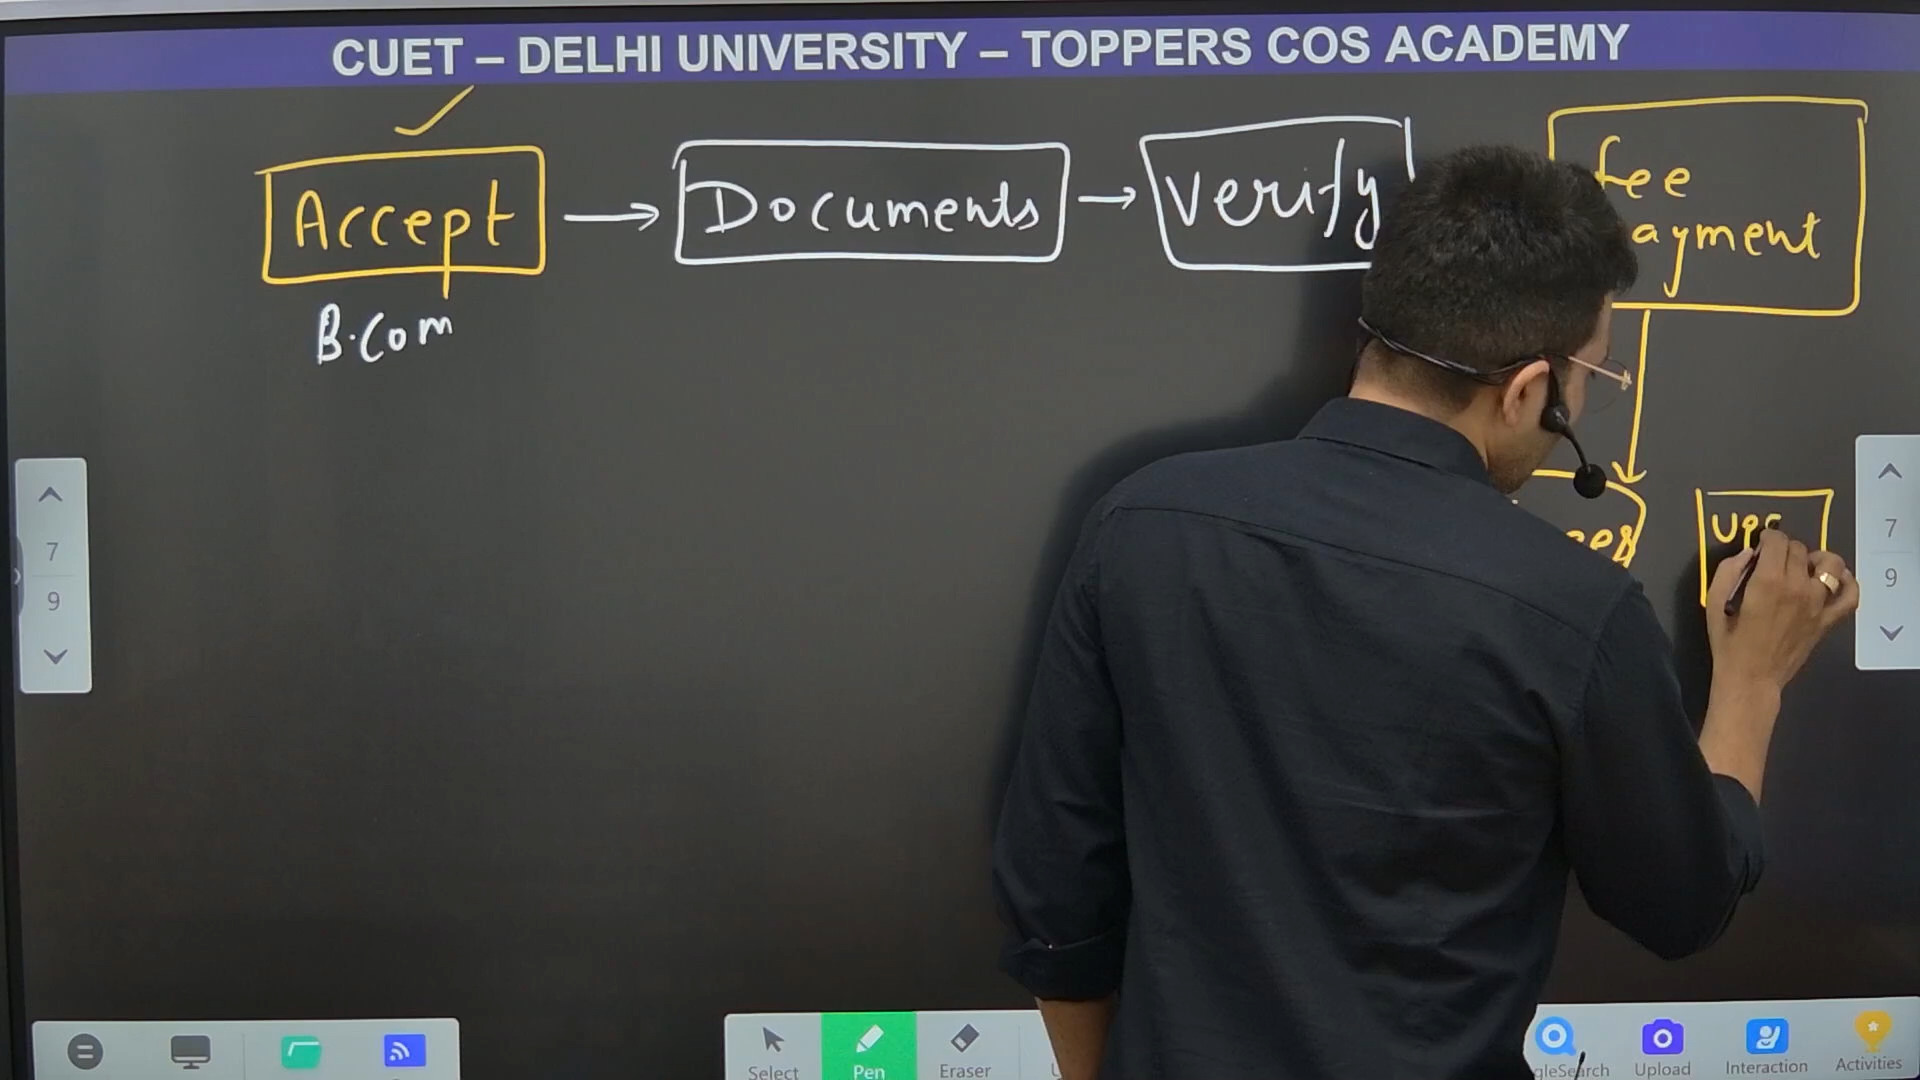 CUET – DELHI UNIVERSITY – TOPPERS COS ACADEMY
Accept → Documents → Verify
fee
B.Com
7
9
7
9
Select
Pen
Eraser
Upload
Interaction
Activities